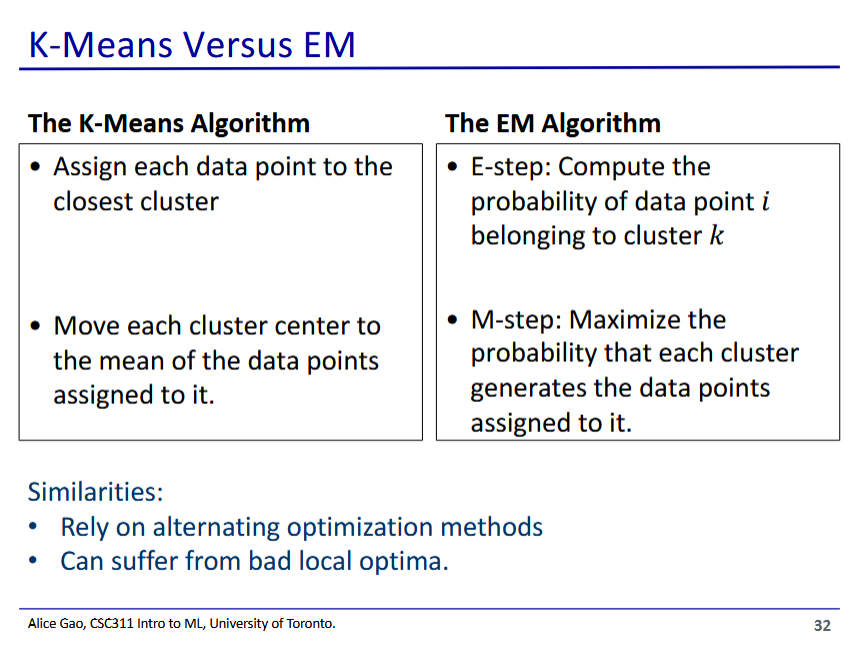 K-Means Versus EM
The K-Means Algorithm
• Assign each data point to the
closest cluster
• Move each cluster center to
the mean of the data points
assigned to it.
The EM Algorithm
• E-step: Compute the
probability of data point i
belonging to cluster k
• M-step: Maximize the
probability that each cluster
generates the data points
assigned to it.
Similarities:
• Rely on alternating optimization methods
• Can suffer from bad local optima.
Alice Gao, CSC311 Intro to ML, University of Toronto.
32